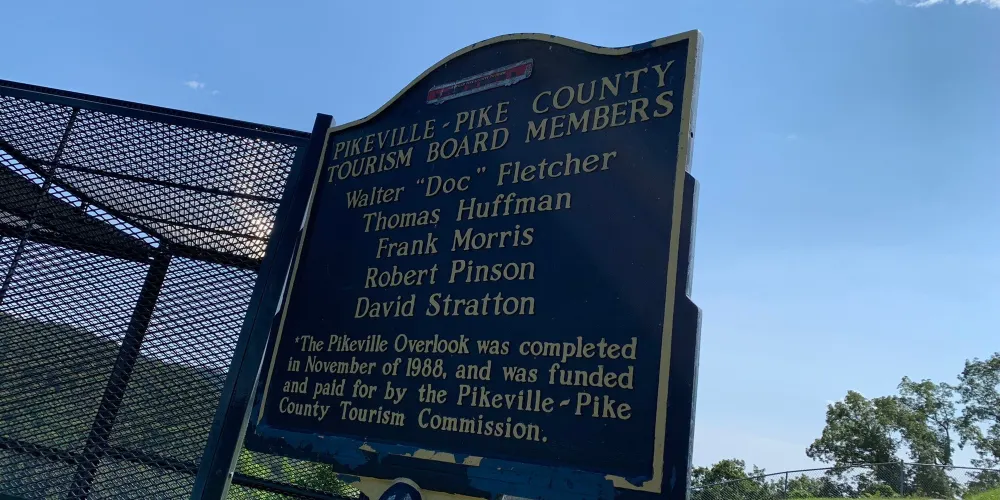 PIKEVILLE - PIKE COUNTY
TOURISM BOARD MEMBERS
Walter "Doc" Fletcher
Thomas Huffman
Frank Morris
Robert Pinson
David Stratton
*The Pikeville Overlook was completed
in November of 1988, and was funded
and paid for by the Pikeville - Pike
County Tourism Commission.